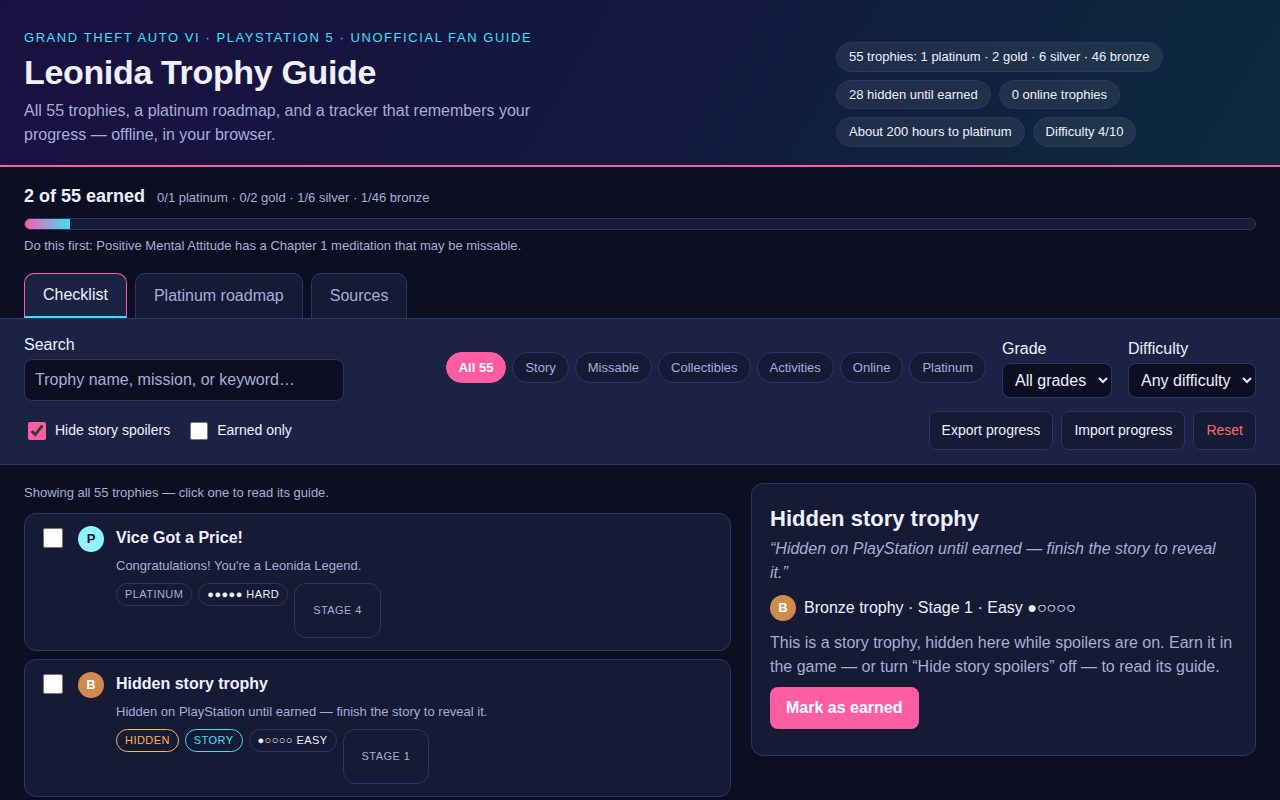 GRAND THEFT AUTO VI · PLAYSTATION 5 · UNOFFICIAL FAN GUIDE
Leonida Trophy Guide
All 55 trophies, a platinum roadmap, and a tracker that remembers your
progress — offline, in your browser.
55 trophies: 1 platinum · 2 gold · 6 silver · 46 bronze
28 hidden until earned
0 online trophies
About 200 hours to platinum
Difficulty 4/10
2 of 55 earned
0/1 platinum · 0/2 gold · 1/6 silver · 1/46 bronze
Do this first: Positive Mental Attitude has a Chapter 1 meditation that may be missable.
Checklist
Platinum roadmap
Sources
Search
Trophy name, mission, or keyword…
All 55
Story
Missable
Collectibles
Activities
Online
Platinum
Grade
All grades
Difficulty
Any difficulty
Hide story spoilers
Earned only
Export progress
Import progress
Reset
Showing all 55 trophies — click one to read its guide.
P
Vice Got a Price!
Congratulations! You're a Leonida Legend.
PLATINUM
●●●●● HARD
STAGE 4
B
Hidden story trophy
Hidden on PlayStation until earned — finish the story to reveal it.
HIDDEN
STORY
●○○○○ EASY
STAGE 1
Hidden story trophy
“Hidden on PlayStation until earned — finish the story to reveal
it.”
B
Bronze trophy · Stage 1 · Easy ●○○○○
This is a story trophy, hidden here while spoilers are on. Earn it in
the game — or turn “Hide story spoilers” off — to read its guide.
Mark as earned